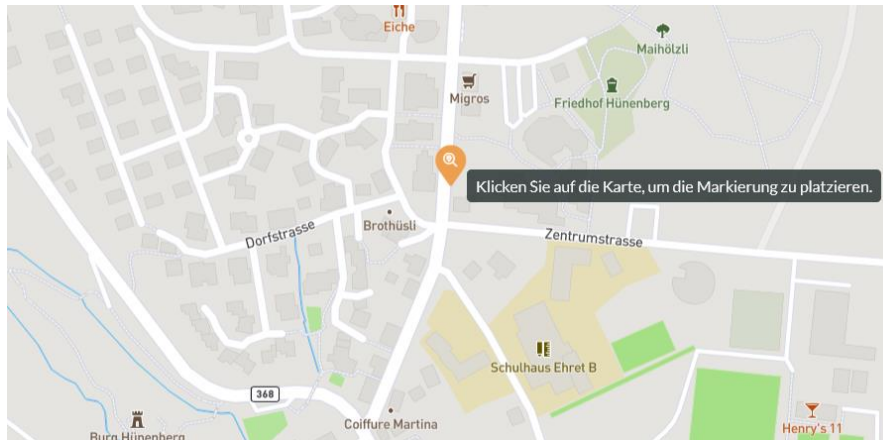 Eiche
Maihölzli
Migros
Friedhof Hünenberg
Klicken Sie auf die Karte, um die Markierung zu platzieren.
Brothüsli
Dorfstrasse
Zentrumstrasse
Schulhaus Ehret B
368
Coiffure Martina
Henry's 11
Burg Hünenberg